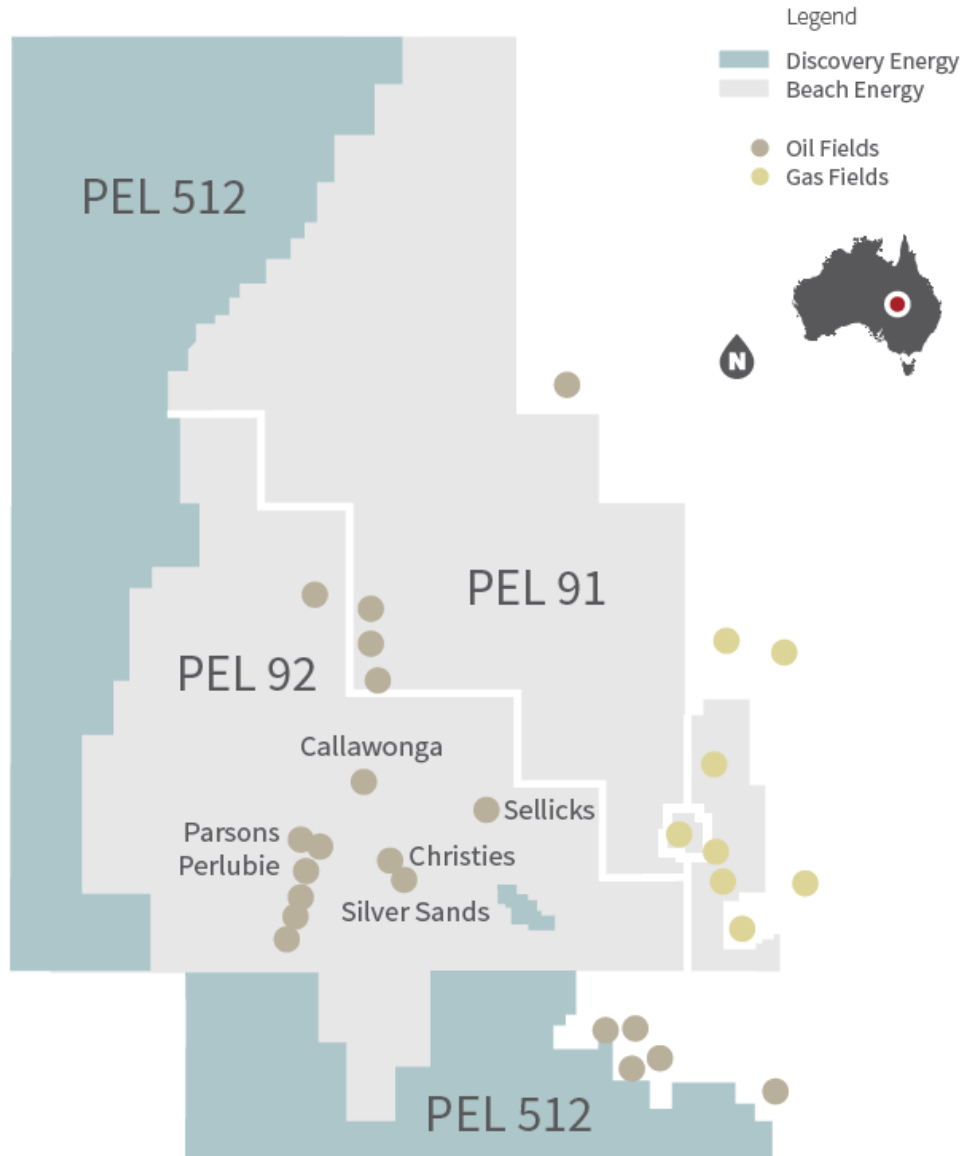 Legend
Discovery Energy
Beach Energy
Oil Fields
Gas Fields
PEL 512
N
PEL 91
PEL 92
Callawonga
Sellicks
Parsons
Perlubie
Christies
Silver Sands
PEL 512